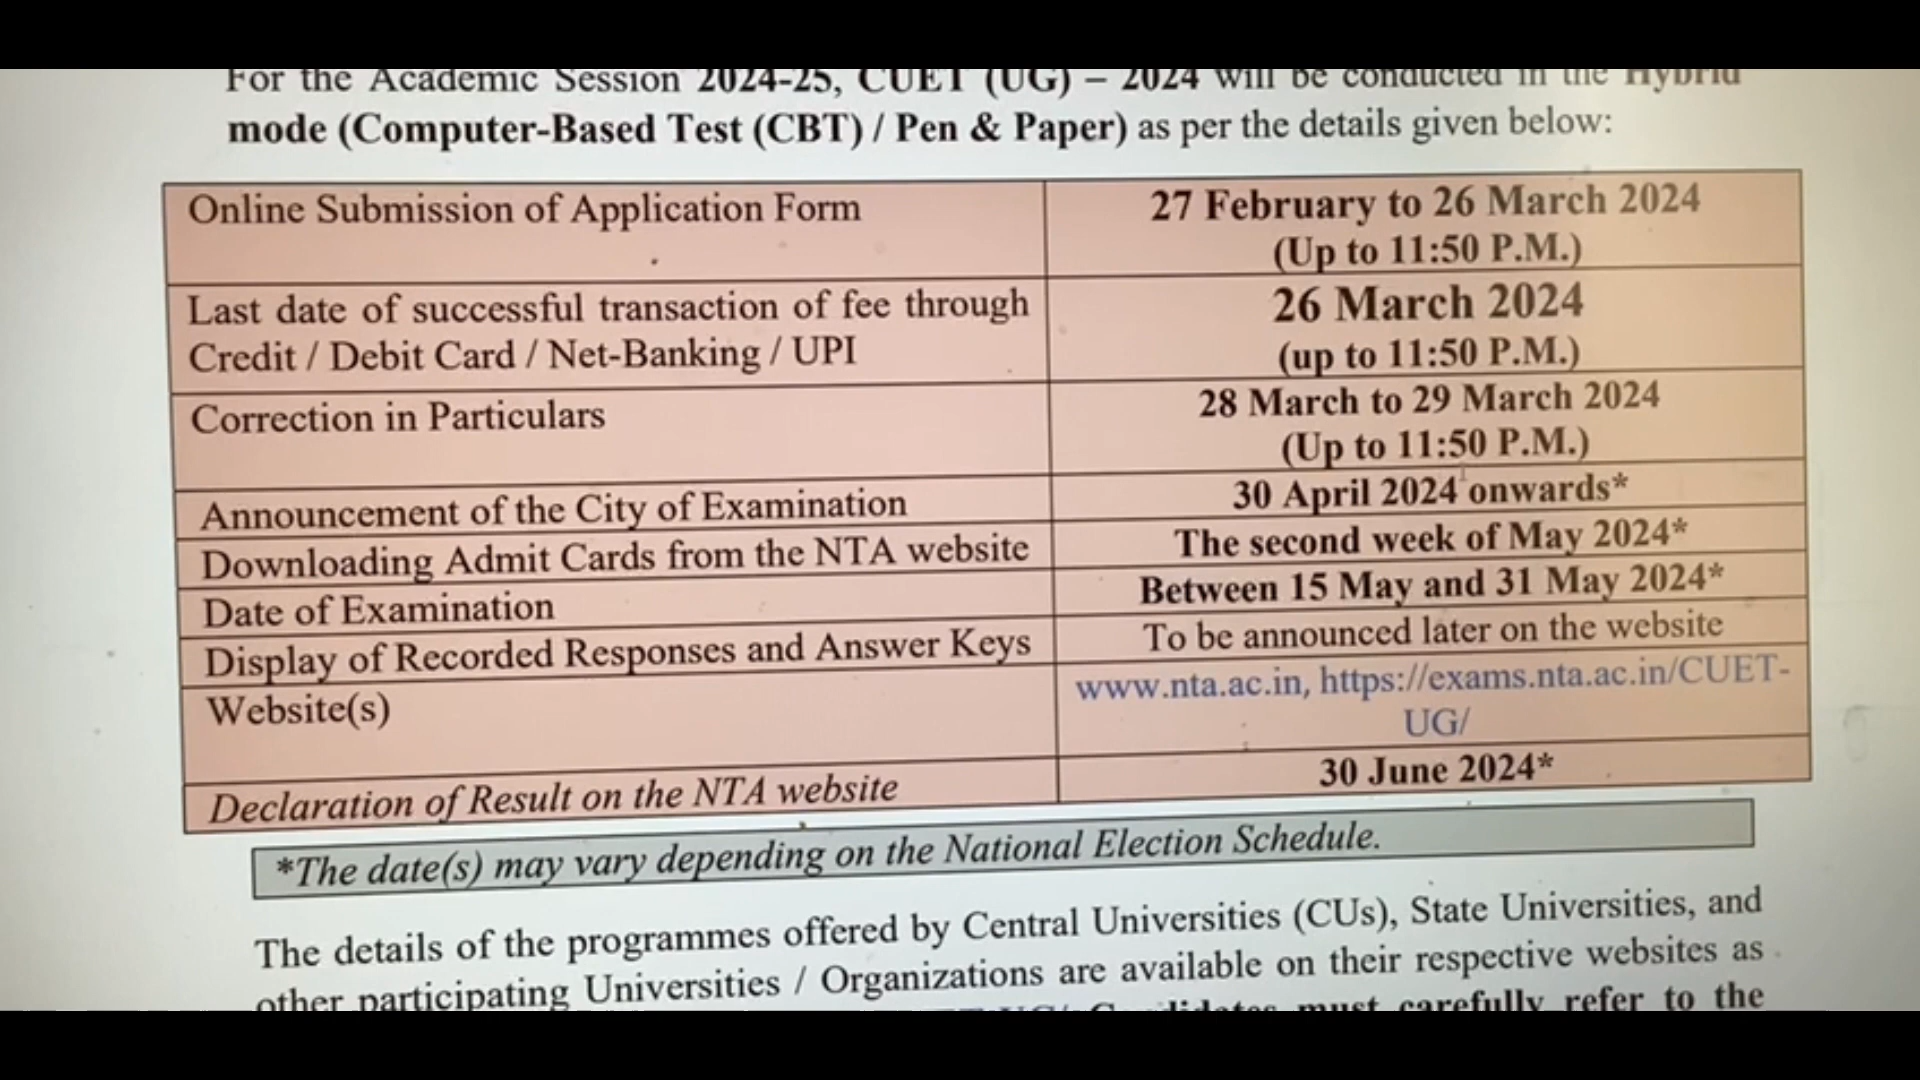 For the Academic Session 2024-25, CUET (UG) – 2024 will be conducted in the Hybrid
mode (Computer-Based Test (CBT) / Pen & Paper) as per the details given below:
Online Submission of Application Form
27 February to 26 March 2024
(Up to 11:50 P.M.)
Last date of successful transaction of fee through
Credit / Debit Card / Net-Banking / UPI
26 March 2024
(up to 11:50 P.M.)
Correction in Particulars
28 March to 29 March 2024
(Up to 11:50 P.M.)
Announcement of the City of Examination
30 April 2024 onwards*
Downloading Admit Cards from the NTA website
The second week of May 2024*
Date of Examination
Between 15 May and 31 May 2024*
Display of Recorded Responses and Answer Keys
To be announced later on the website
Website(s)
www.nta.ac.in, https://exams.nta.ac.in/CUET-
UG/
Declaration of Result on the NTA website
30 June 2024*
*The date(s) may vary depending on the National Election Schedule.
The details of the programmes offered by Central Universities (CUs), State Universities, and
other participating Universities / Organizations are available on their respective websites as
UG/ Candidates must carefully refer to the